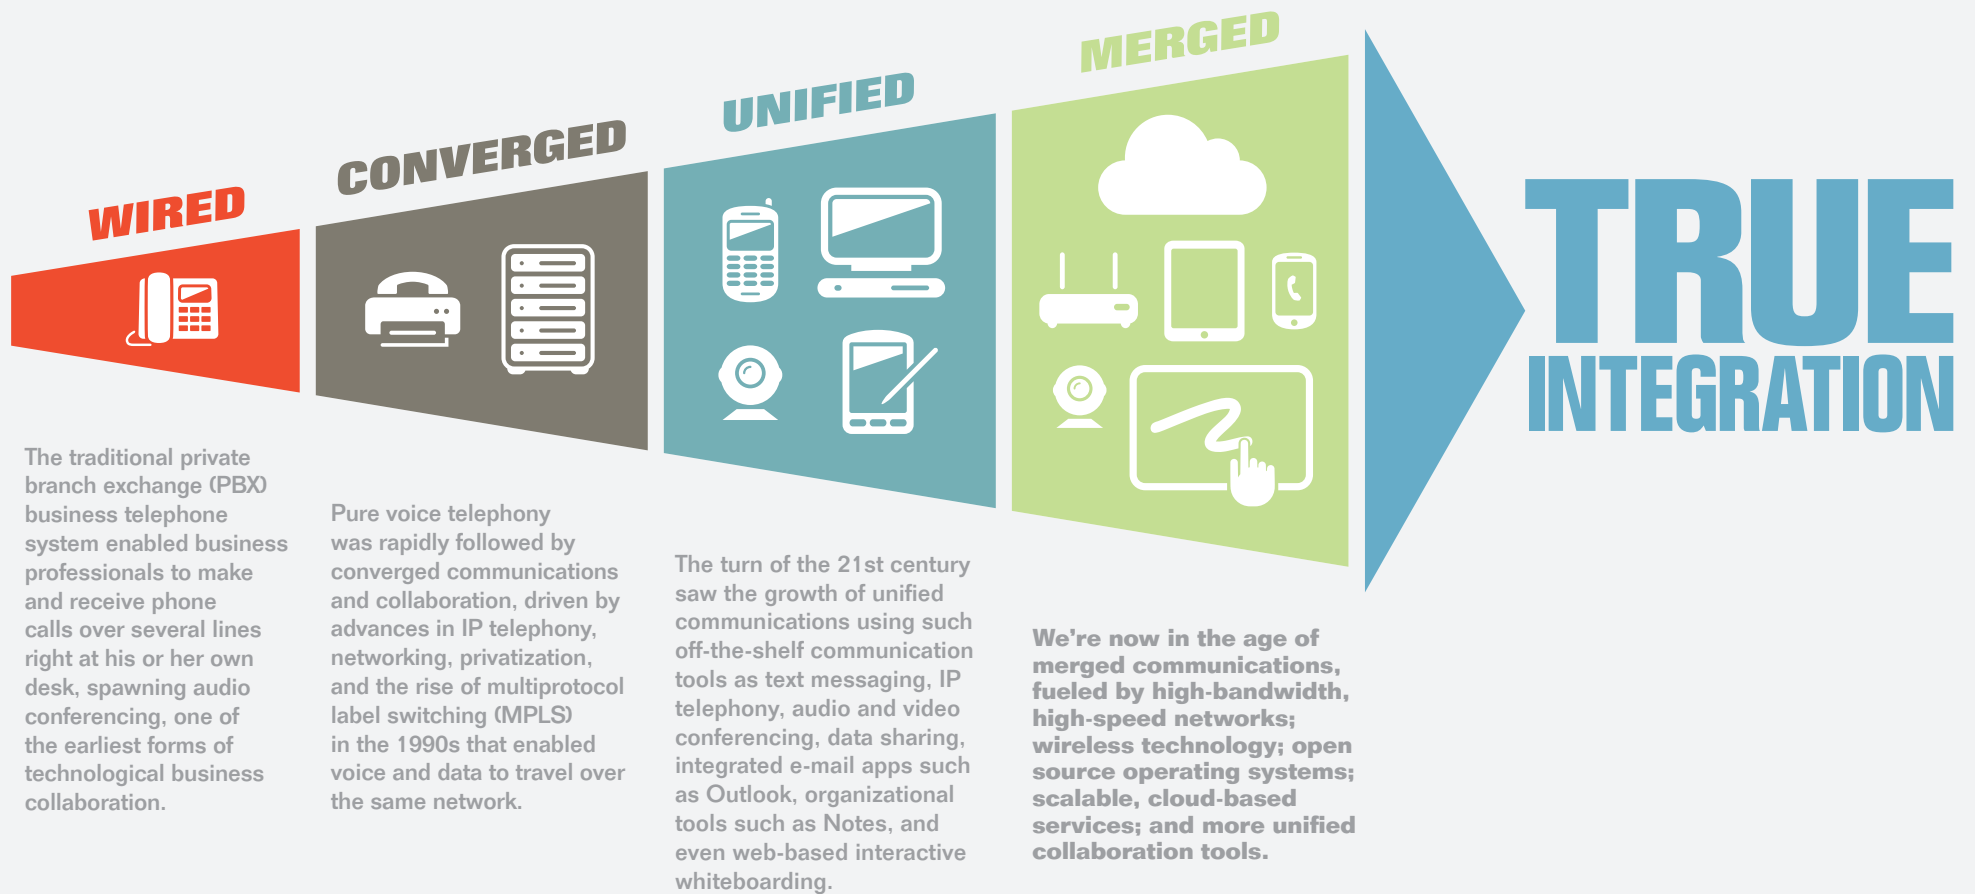 WIRED
The traditional private
branch exchange (PBX)
business telephone
system enabled business
professionals to make
and receive phone
calls over several lines
right at his or her own
desk, spawning audio
conferencing, one of
the earliest forms of
technological business
collaboration.
CONVERGED
Pure voice telephony
was rapidly followed by
converged communications
and collaboration, driven by
advances in IP telephony,
networking, privatization,
and the rise of multiprotocol
label switching (MPLS)
in the 1990s that enabled
voice and data to travel over
the same network.
UNIFIED
The turn of the 21st century
saw the growth of unified
communications using such
off-the-shelf communication
tools as text messaging, IP
telephony, audio and video
conferencing, data sharing,
integrated e-mail apps such
as Outlook, organizational
tools such as Notes, and
even web-based interactive
whiteboarding.
MERGED
We're now in the age of
merged communications,
fueled by high-bandwidth,
high-speed networks;
wireless technology; open
source operating systems;
scalable, cloud-based
services; and more unified
collaboration tools.
TRUE
INTEGRATION